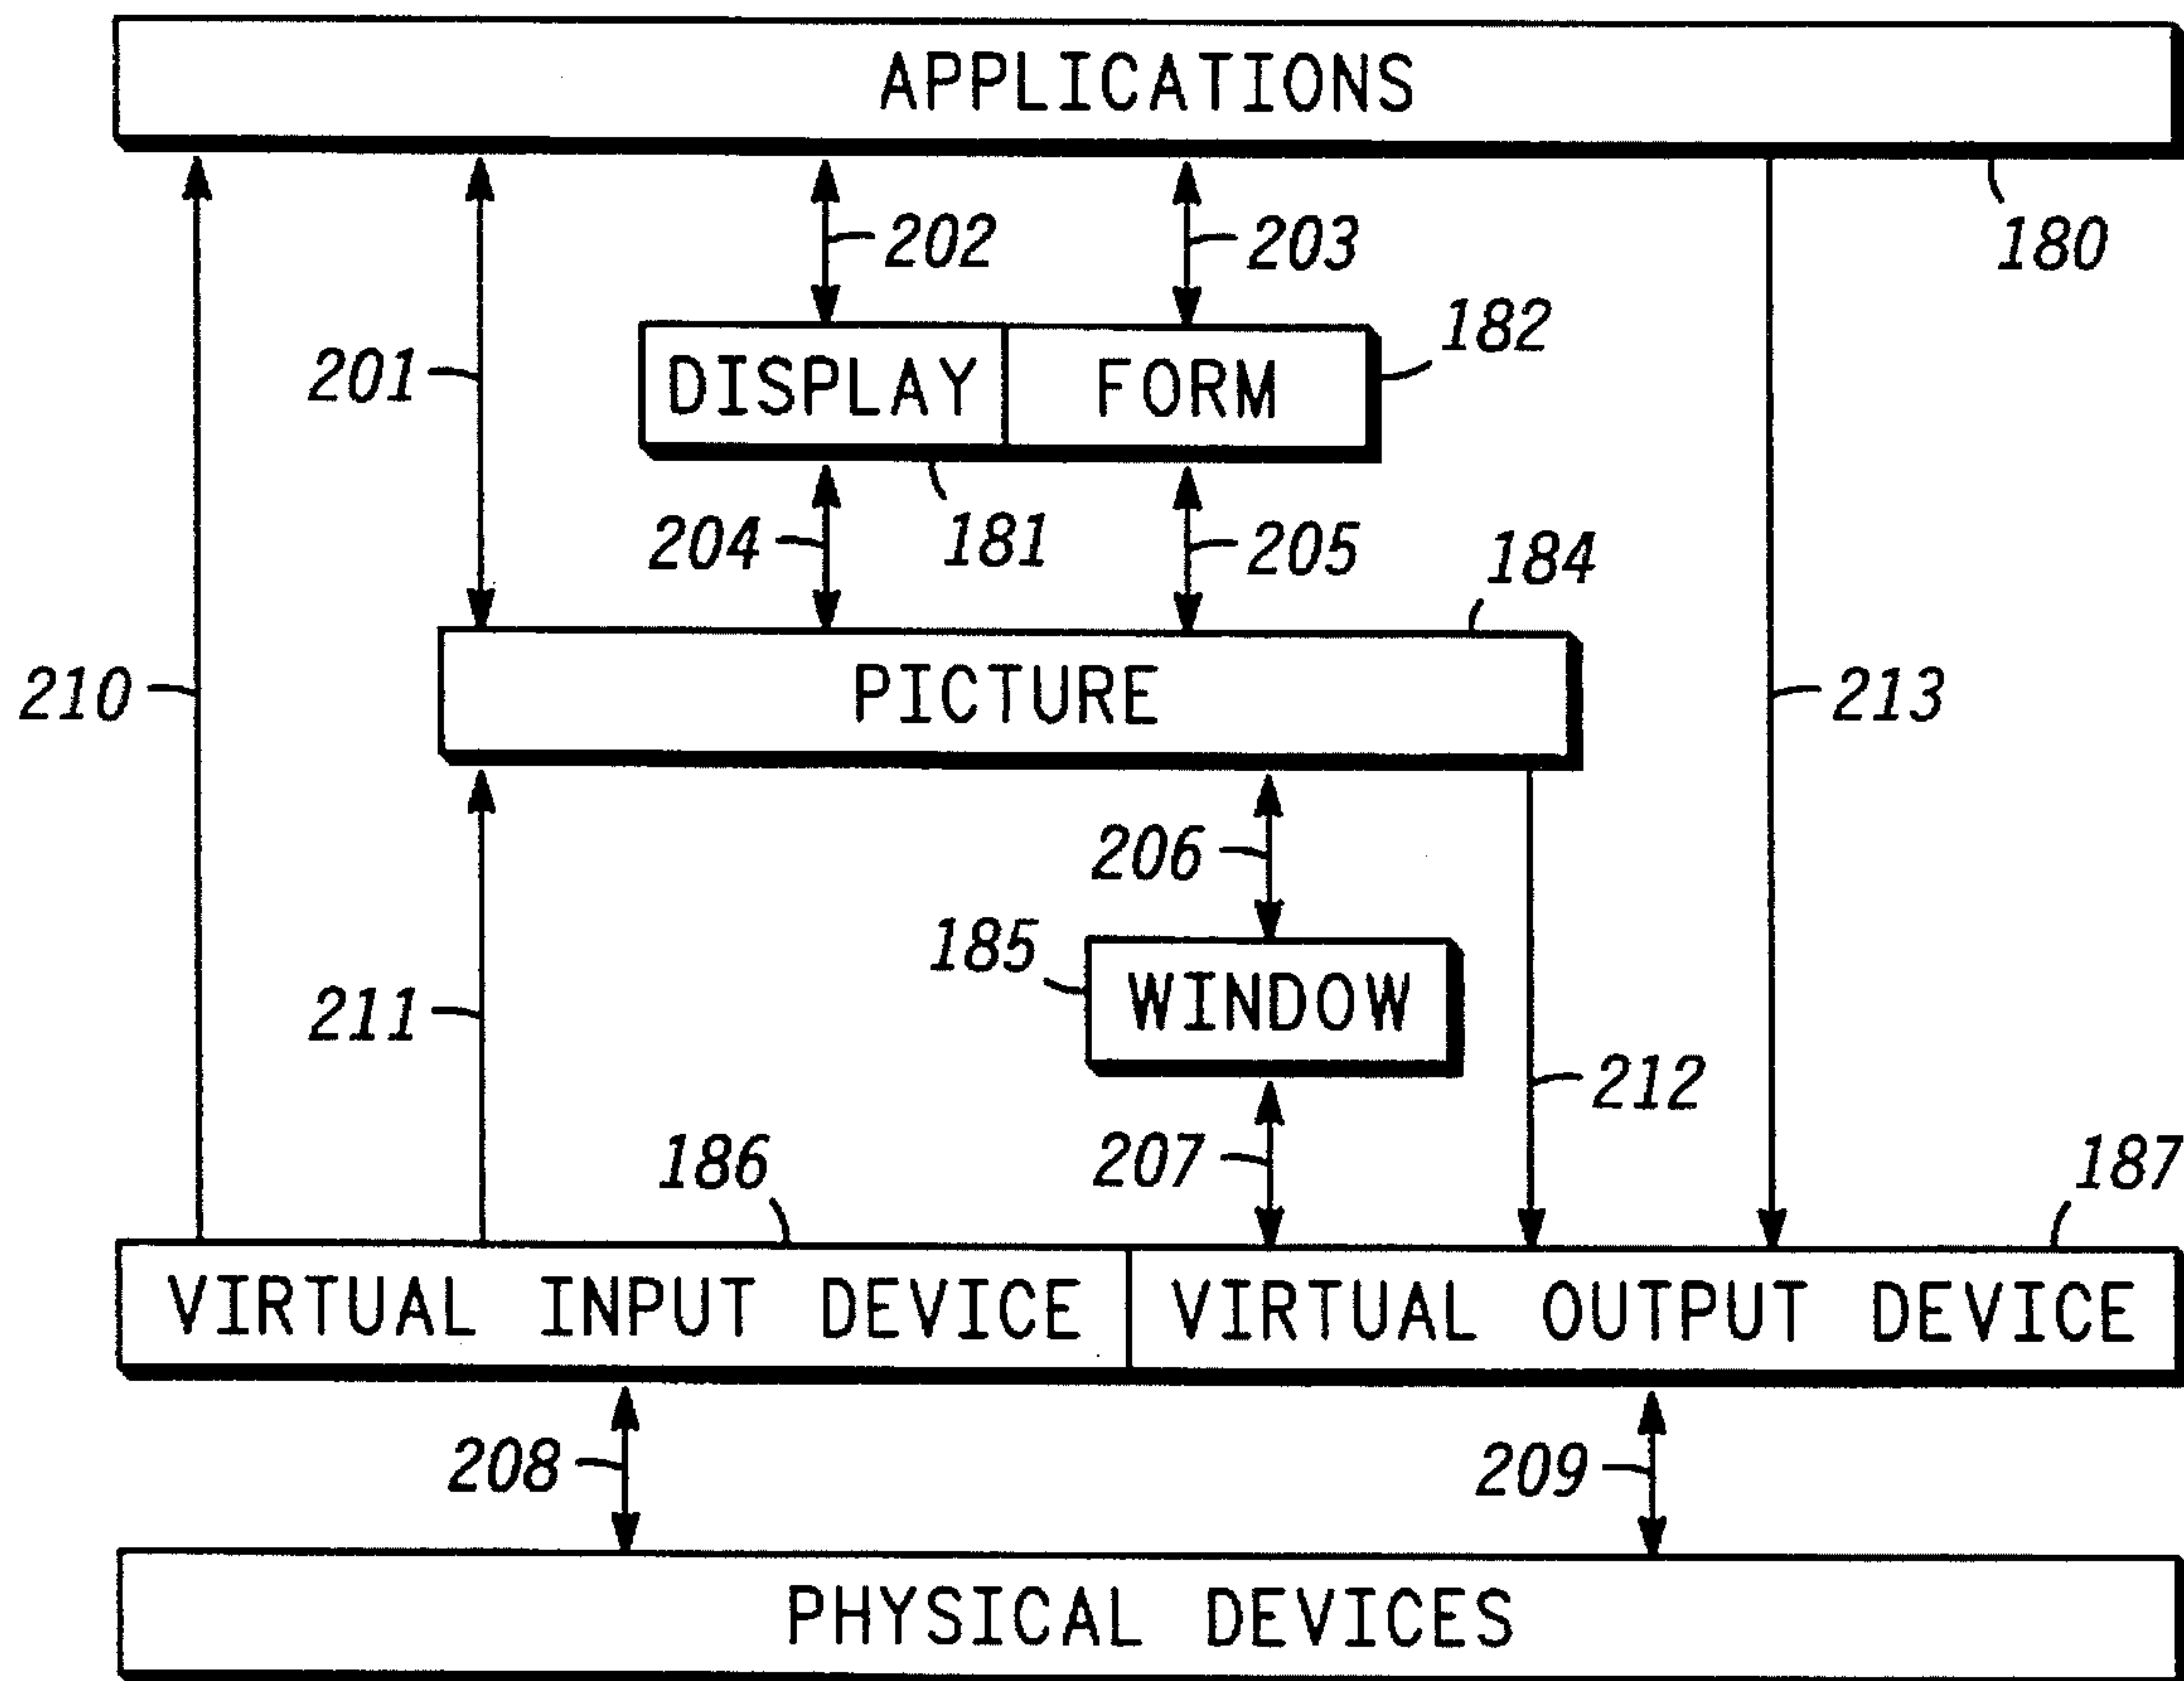 APPLICATIONS
202
203
180
182
201
DISPLAY
FORM
204
181
205
184
210
PICTURE
213
206
185
WINDOW
211
212
186
207
187
VIRTUAL INPUT DEVICE
VIRTUAL OUTPUT DEVICE
208
209
PHYSICAL DEVICES